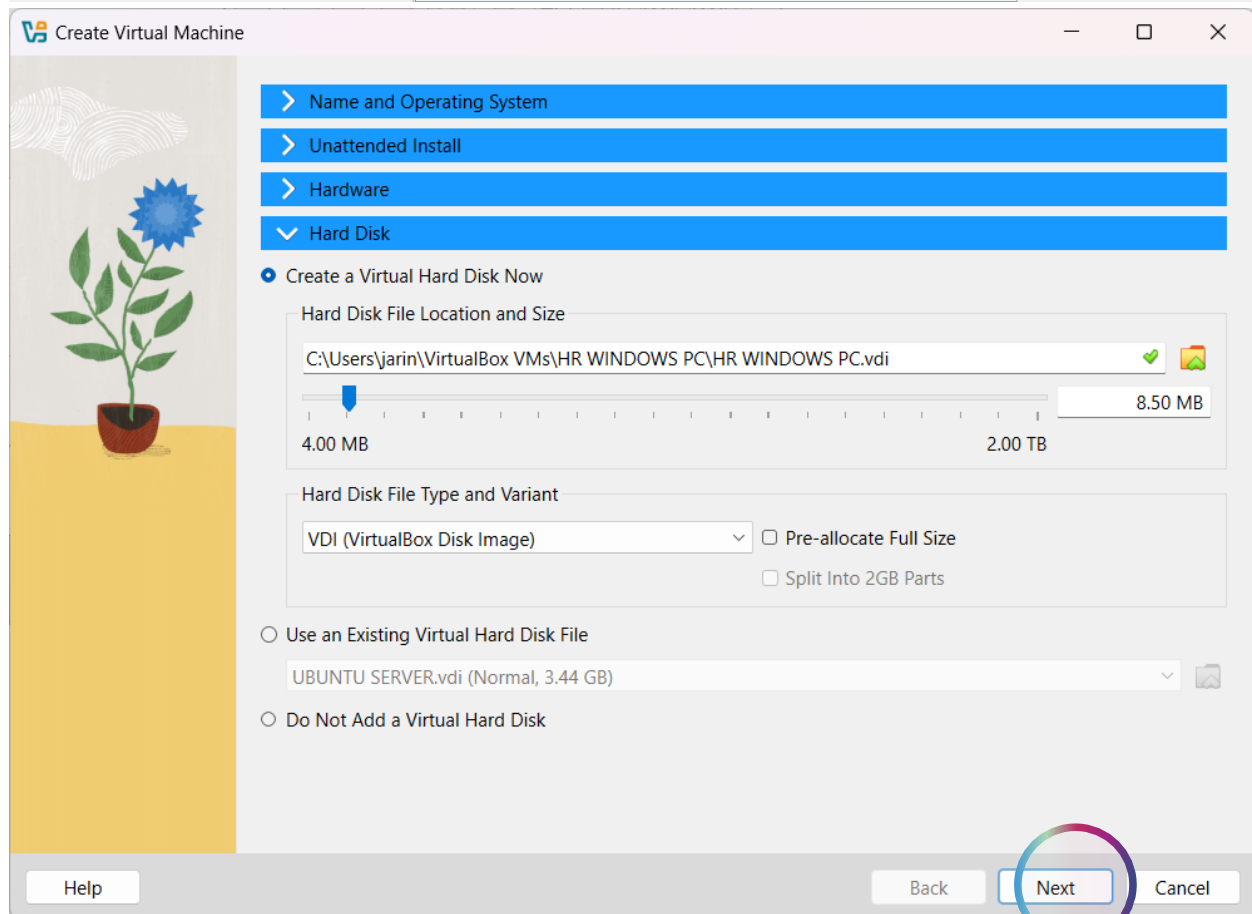 Create Virtual Machine
Name and Operating System
Unattended Install
Hardware
Hard Disk
Create a Virtual Hard Disk Now
Hard Disk File Location and Size
C:\Users\jarin\VirtualBox VMs\HR WINDOWS PC\HR WINDOWS PC.vdi
8.50 MB
4.00 MB 2.00 TB
Hard Disk File Type and Variant
VDI (VirtualBox Disk Image) Pre-allocate Full Size
Split Into 2GB Parts
Use an Existing Virtual Hard Disk File
UBUNTU SERVER.vdi (Normal, 3.44 GB)
Do Not Add a Virtual Hard Disk
Help Back Next Cancel